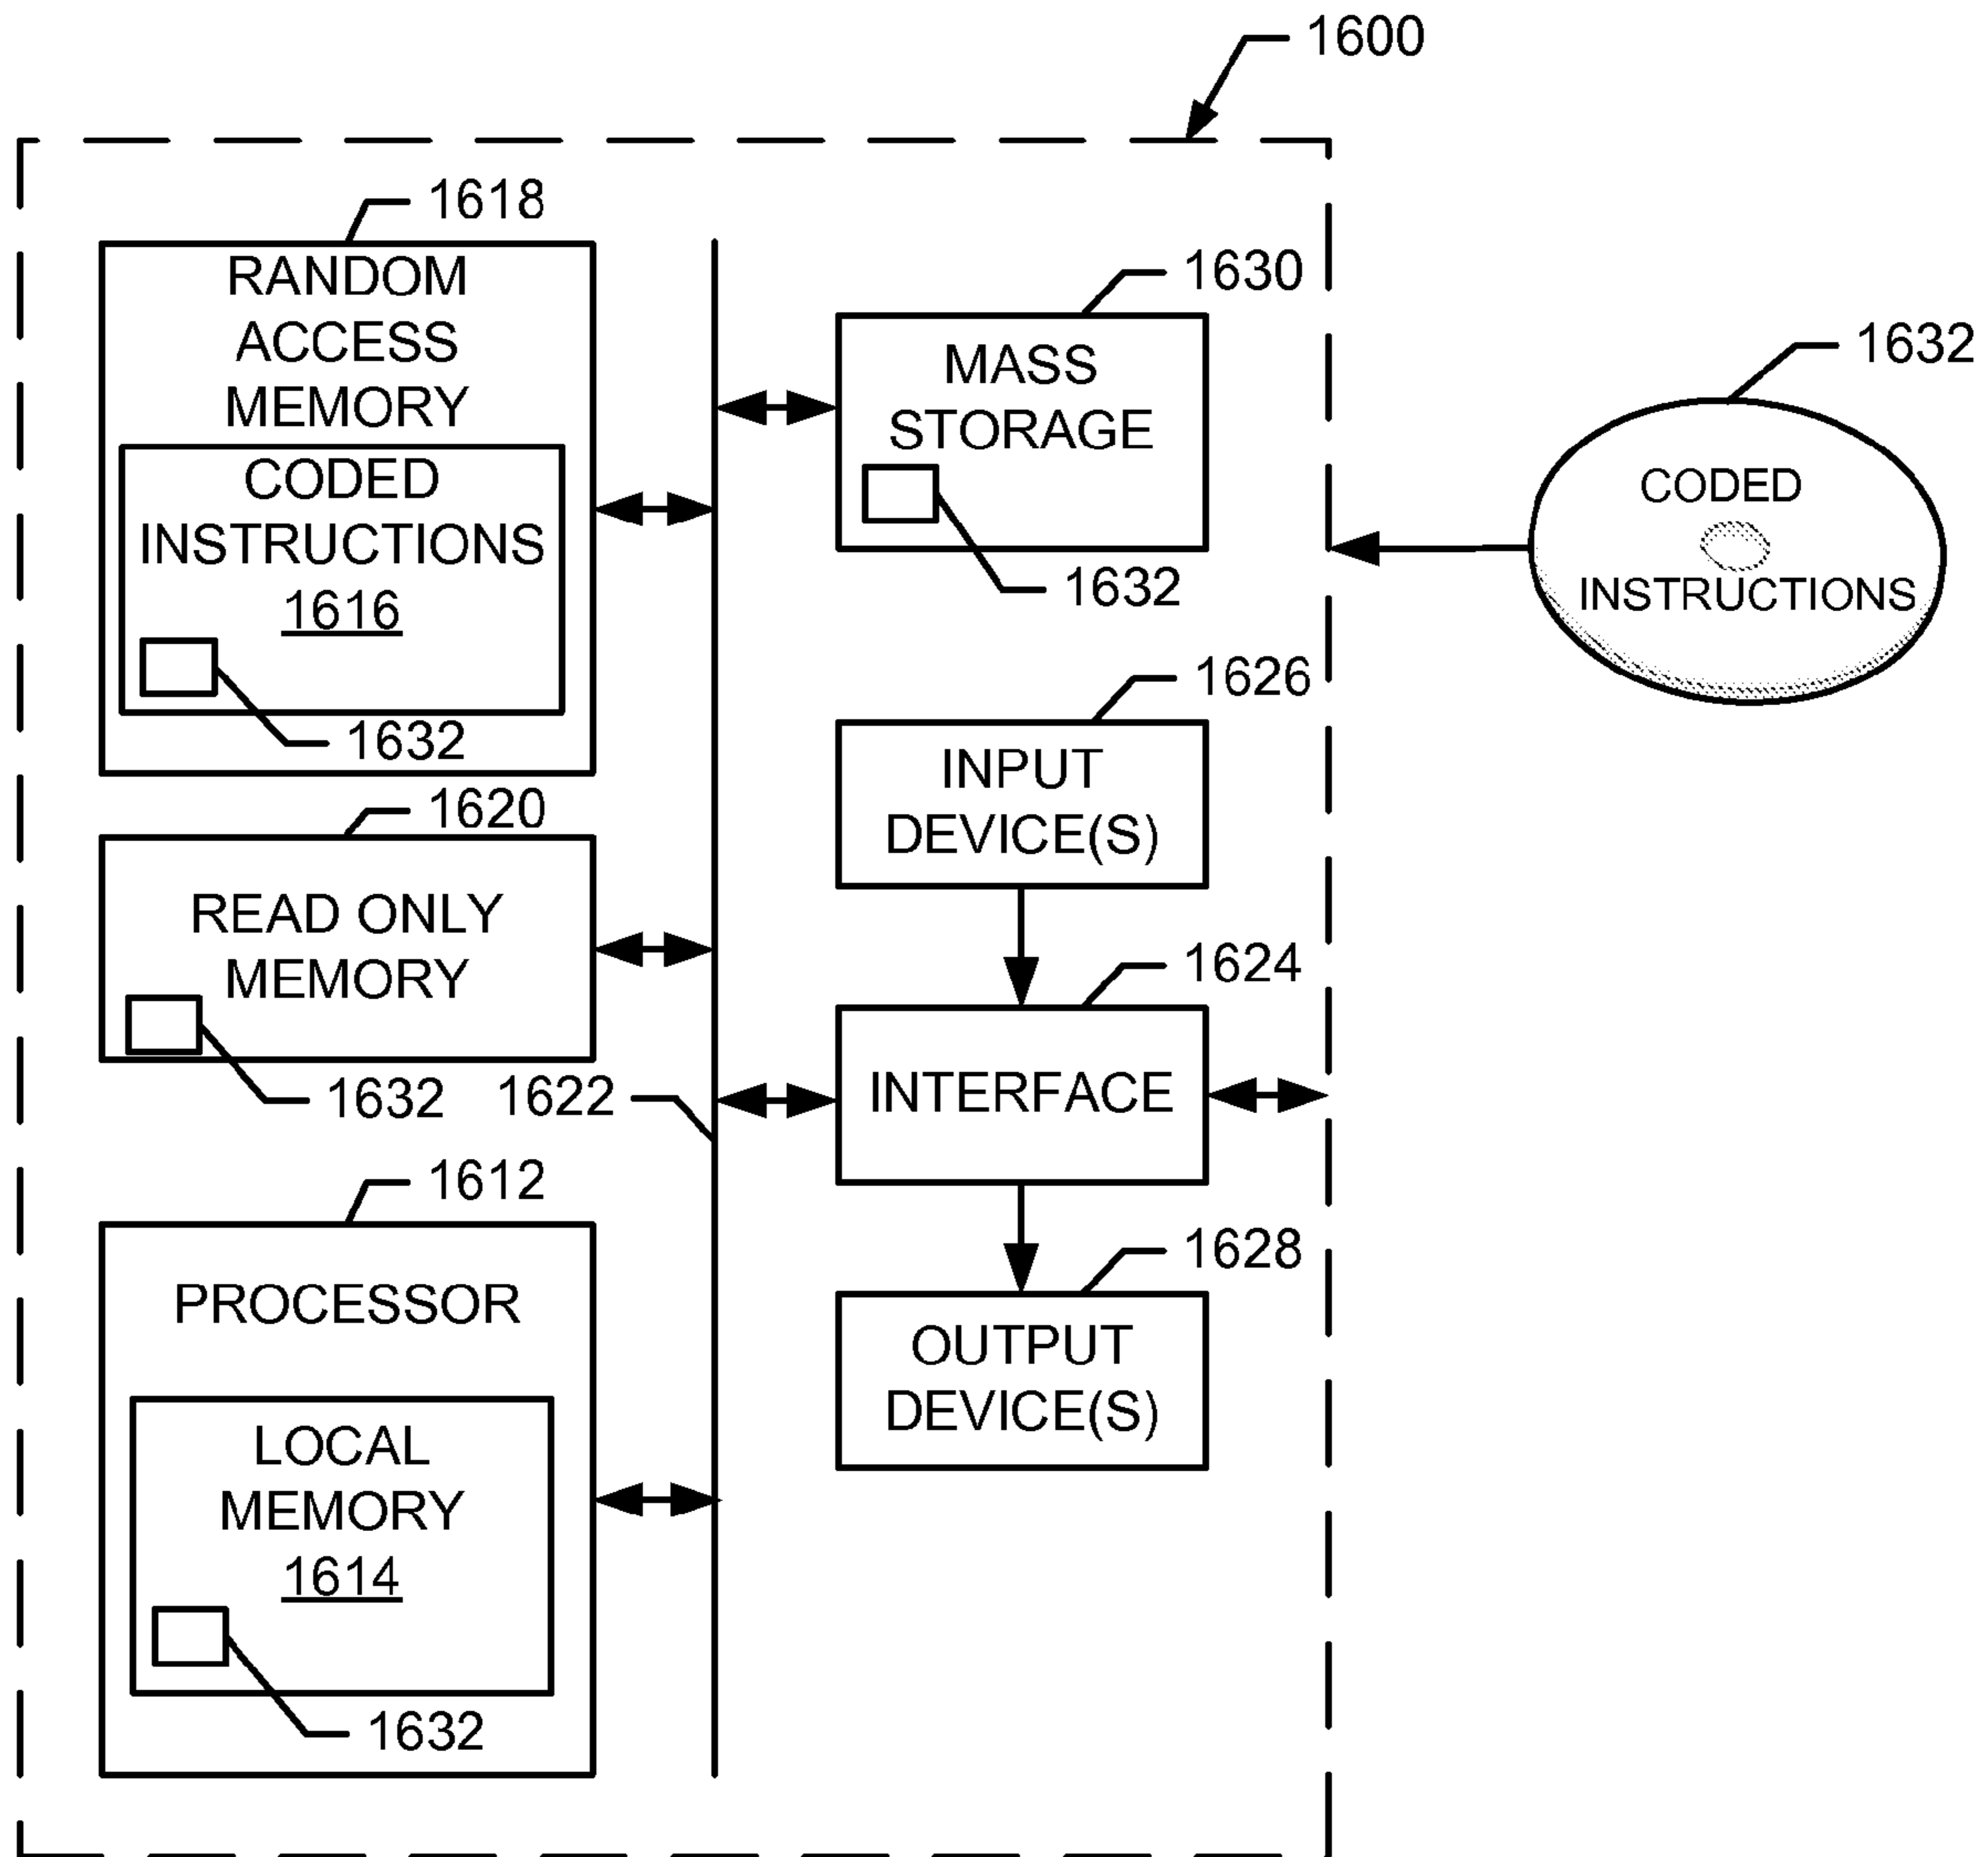 1600
1618
RANDOM
ACCESS
MEMORY
CODED
INSTRUCTIONS
1616
1632
1630
MASS
STORAGE
1632
1632
CODED
INSTRUCTIONS
1626
INPUT
DEVICE(S)
1620
READ ONLY
MEMORY
1632
1622
1624
INTERFACE
1612
PROCESSOR
LOCAL
MEMORY
1614
1632
1628
OUTPUT
DEVICE(S)